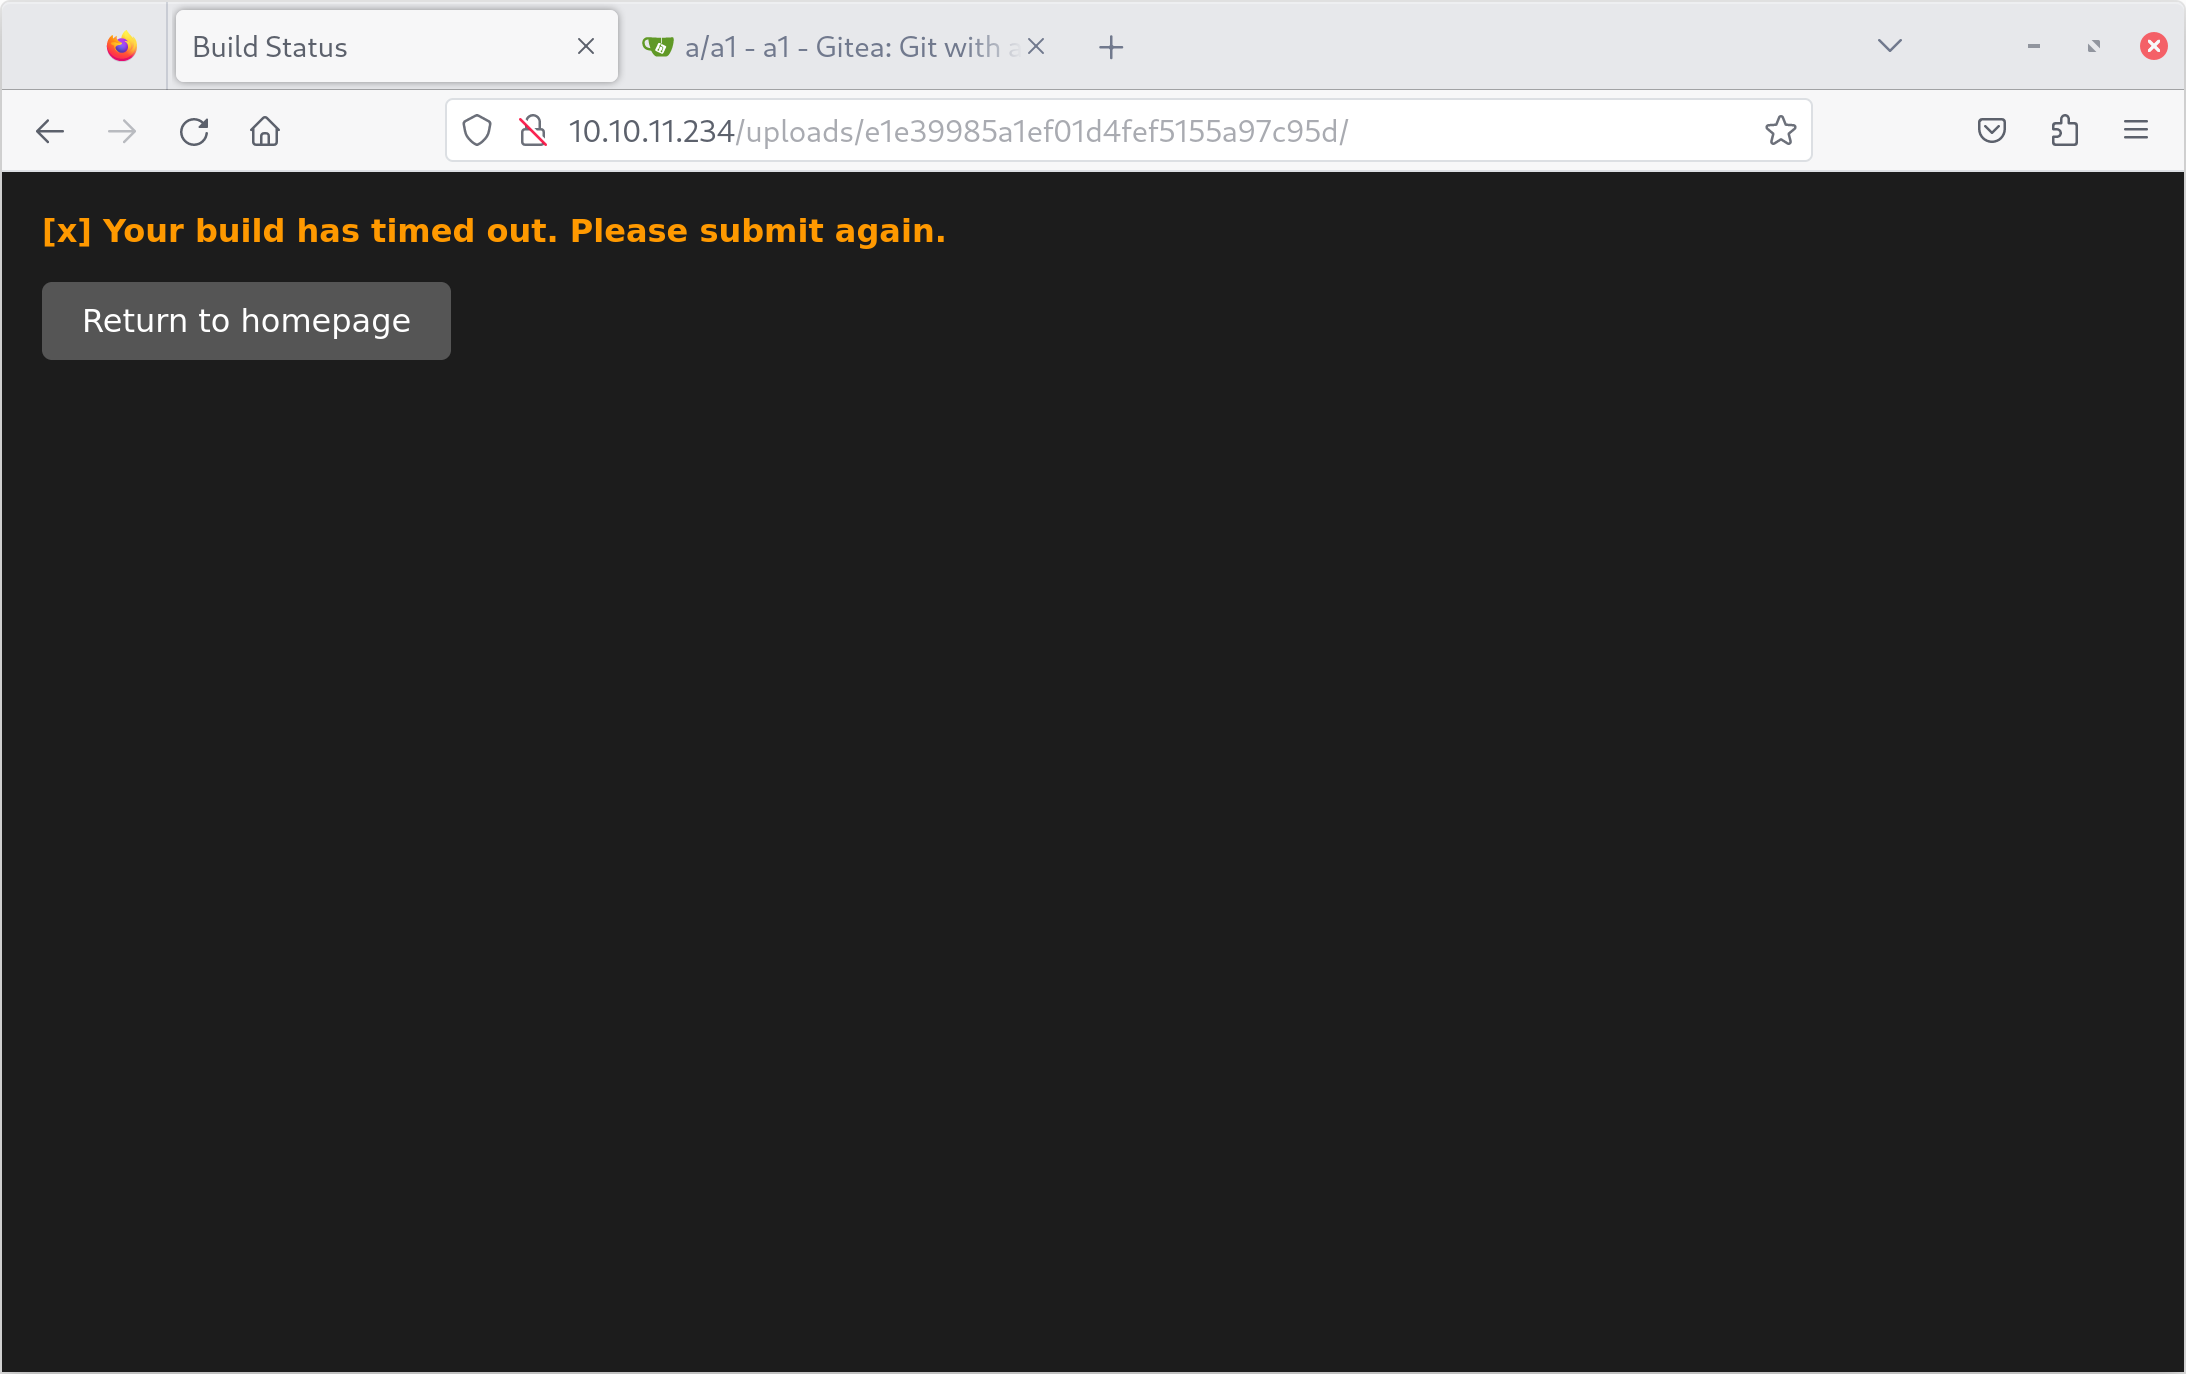 Build Status
a/a1 - a1 - Gitea: Git with a
10.10.11.234/uploads/e1e39985a1ef01d4fef5155a97c95d/
[x] Your build has timed out. Please submit again.
Return to homepage